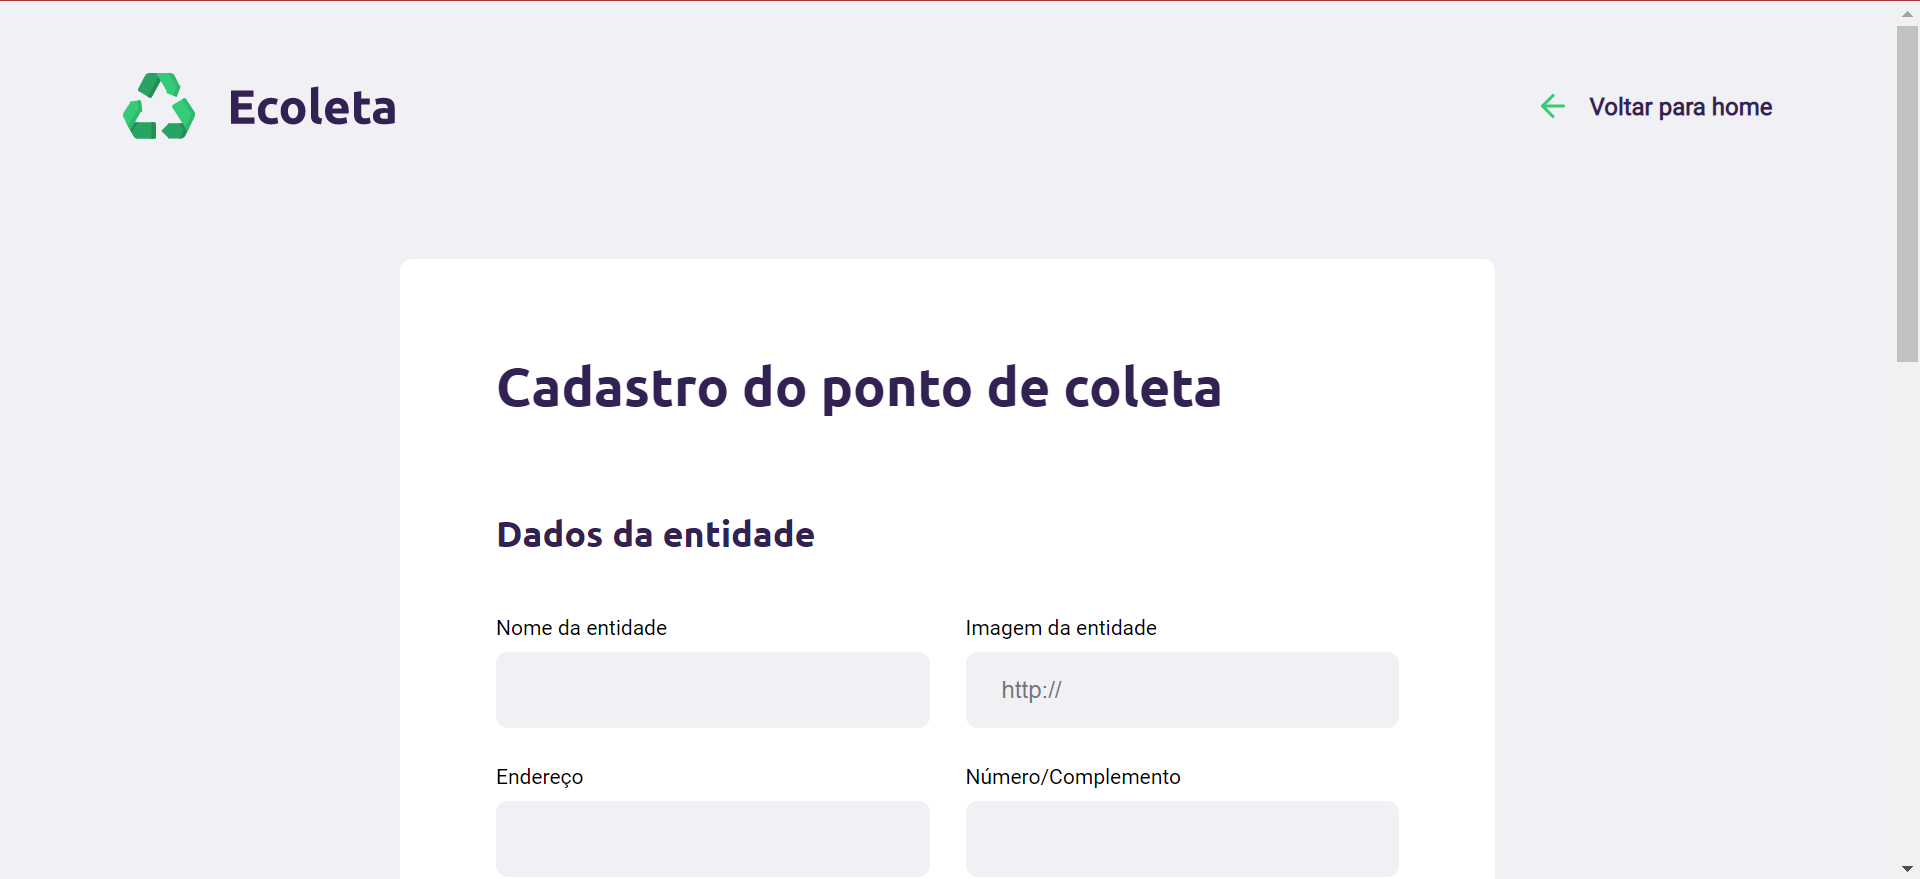 Ecoleta
Voltar para home
Cadastro do ponto de coleta
Dados da entidade
Nome da entidade
Imagem da entidade
http://
Endereço
Número/Complemento